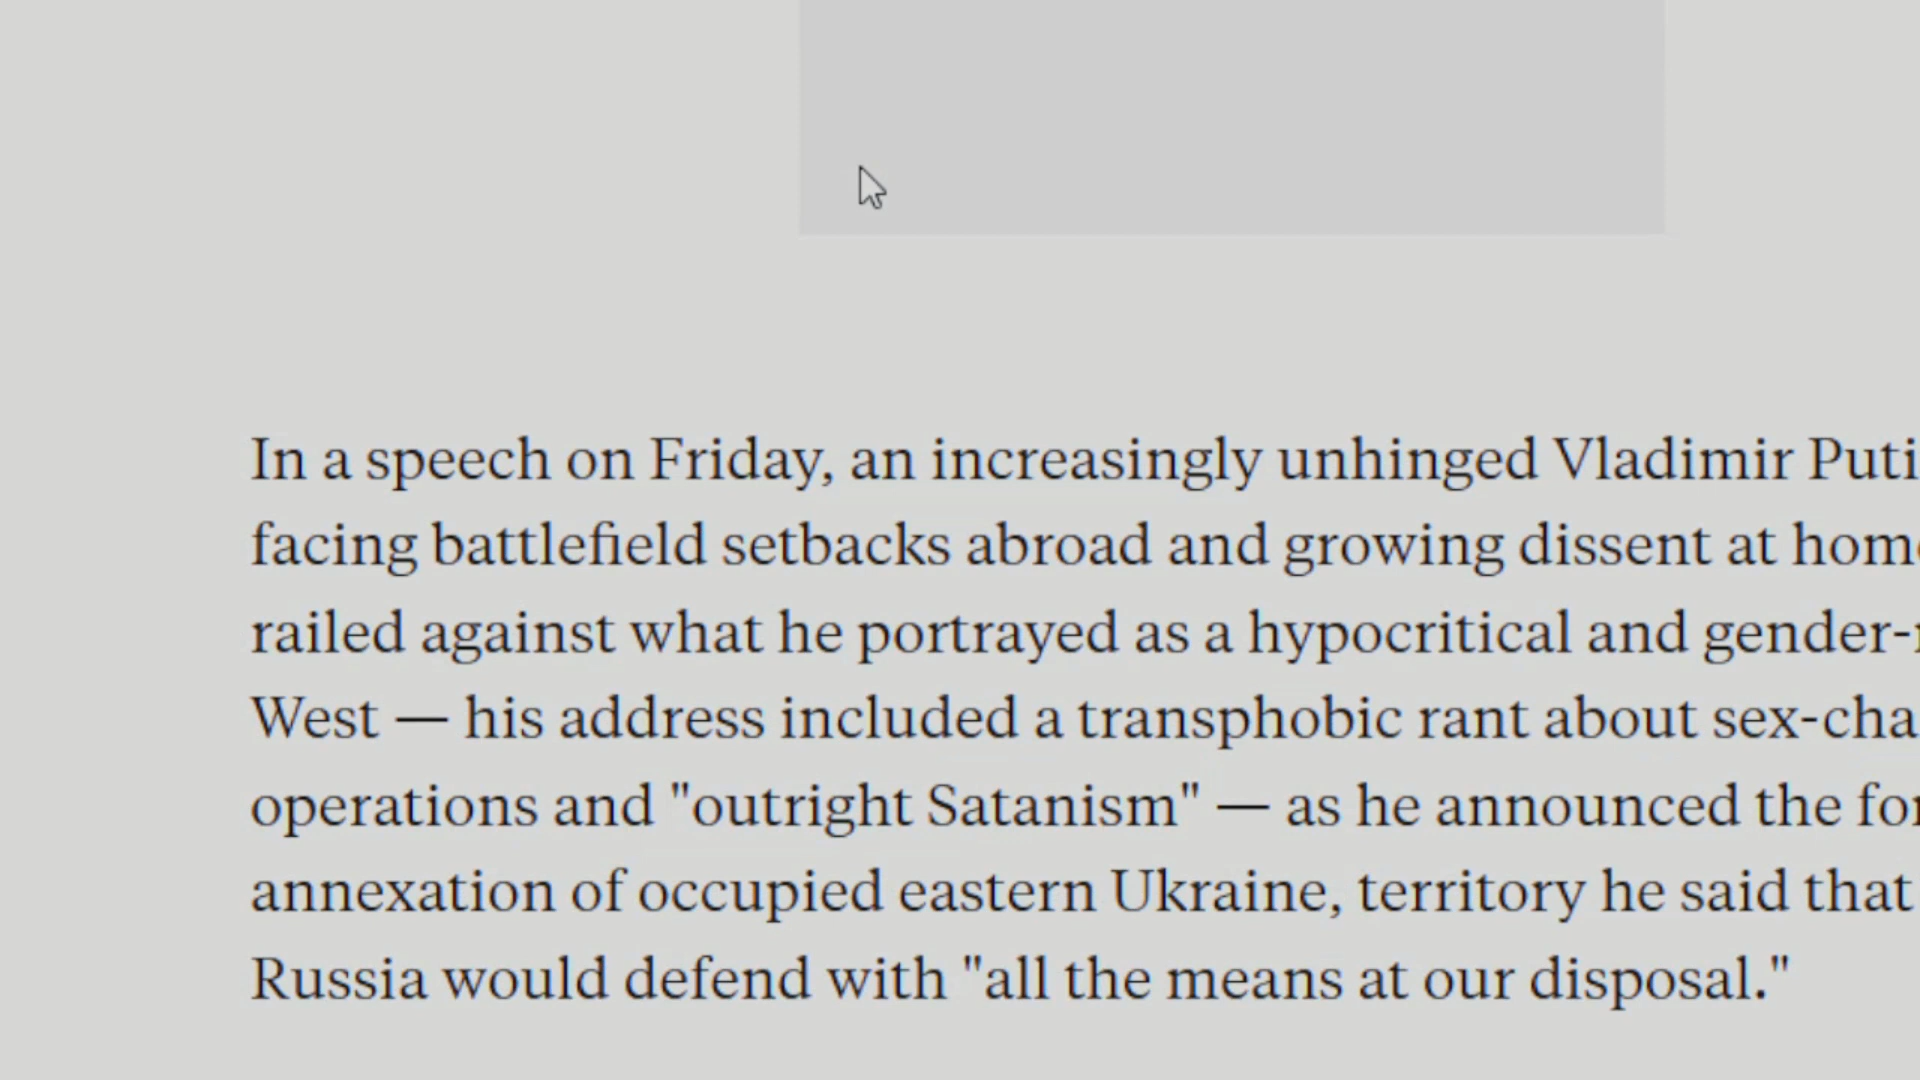 In a speech on Friday, an increasingly unhinged Vladimir Puti
facing battlefield setbacks abroad and growing dissent at home
railed against what he portrayed as a hypocritical and gender-
West — his address included a transphobic rant about sex-cha
operations and "outright Satanism" — as he announced the for
annexation of occupied eastern Ukraine, territory he said that
Russia would defend with "all the means at our disposal."